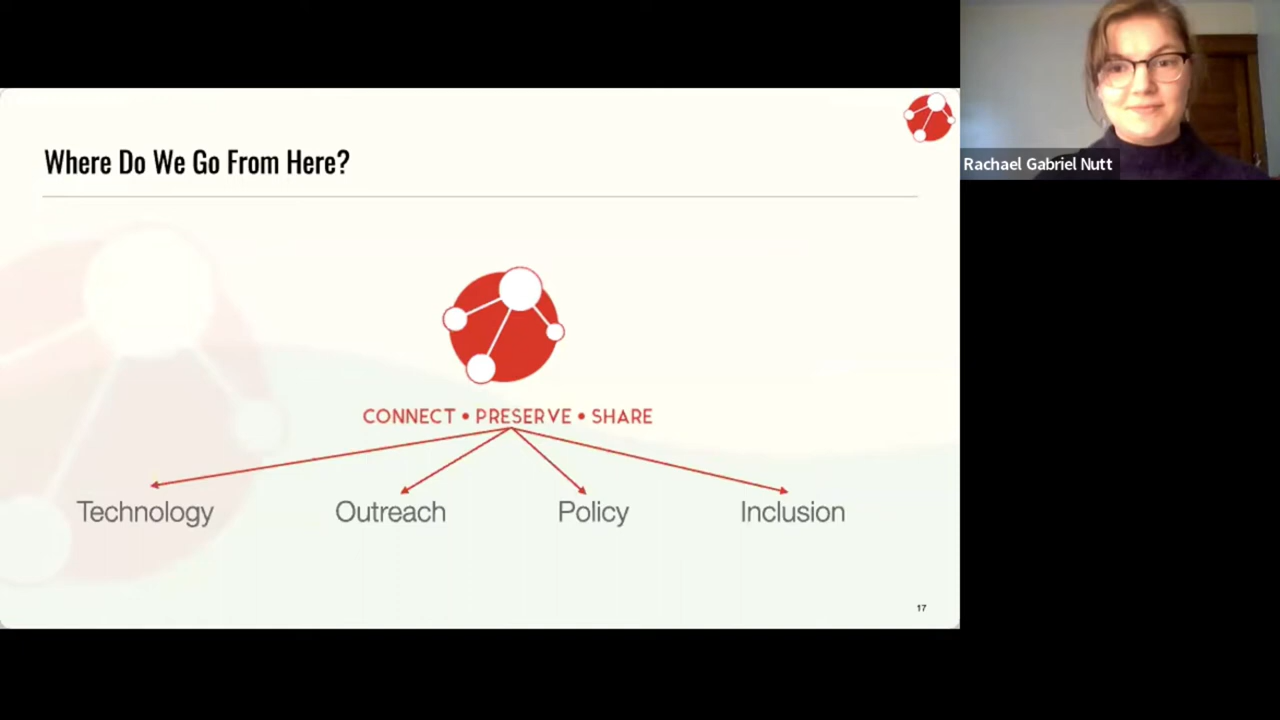 Where Do We Go From Here?
CONNECT • PRESERVE • SHARE
Technology Outreach Policy Inclusion
17
Rachael Gabriel Nutt